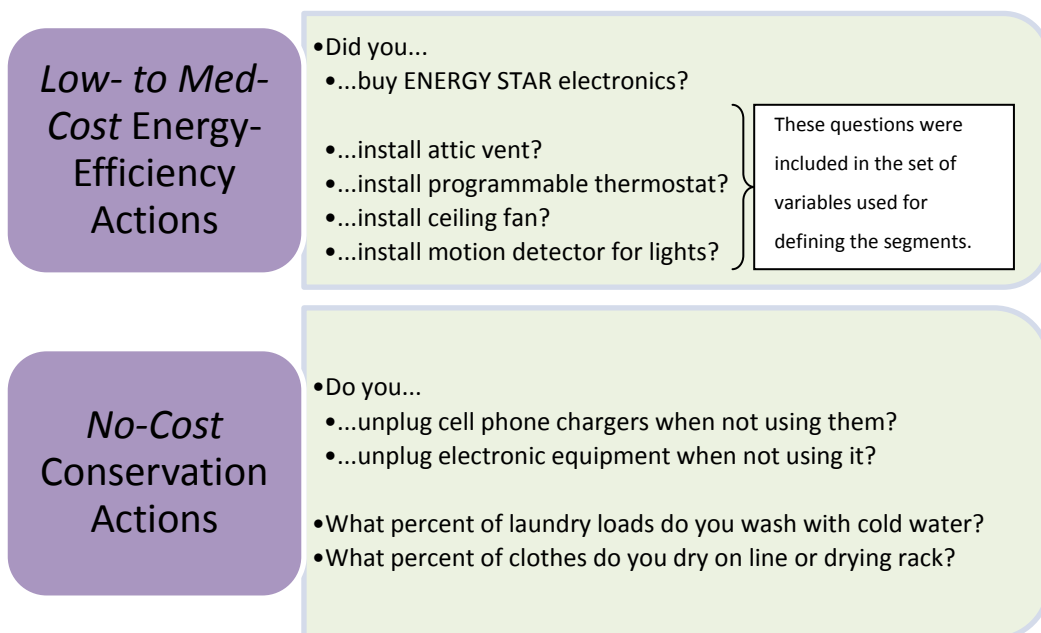 Low- to Med-
Cost Energy-
Efficiency
Actions
•Did you...
•...buy ENERGY STAR electronics?
•...install attic vent?
•...install programmable thermostat?
•...install ceiling fan?
•...install motion detector for lights?
These questions were
included in the set of
variables used for
defining the segments.
No-Cost
Conservation
Actions
•Do you...
•...unplug cell phone chargers when not using them?
•...unplug electronic equipment when not using it?
•What percent of laundry loads do you wash with cold water?
•What percent of clothes do you dry on line or drying rack?